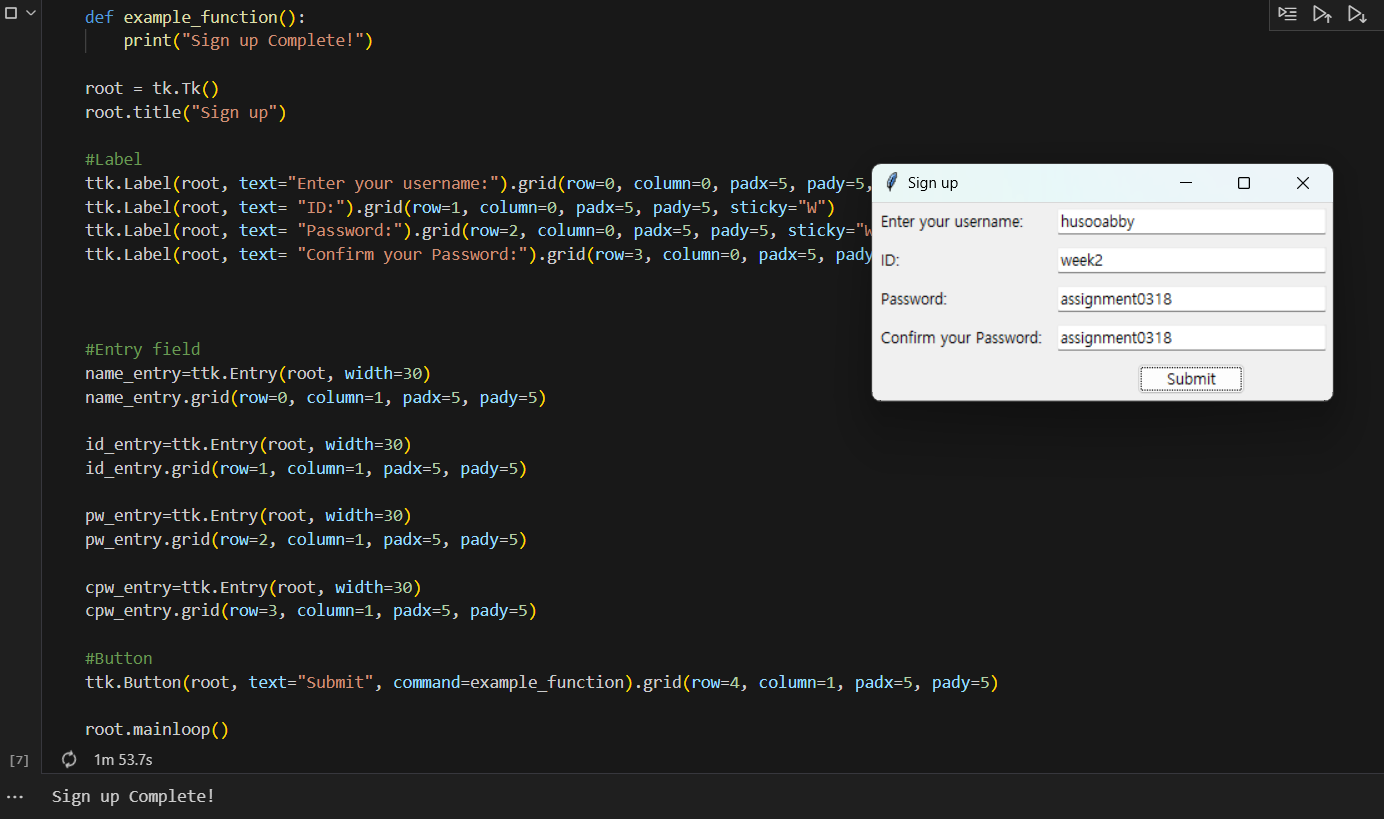 def example_function():
    print("Sign up Complete!")
root = tk.Tk()
root.title("Sign up")
#Label
ttk.Label(root, text="Enter your username:").grid(row=0, column=0, padx=5, pady=5,
ttk.Label(root, text= "ID:").grid(row=1, column=0, padx=5, pady=5, sticky="W")
ttk.Label(root, text= "Password:").grid(row=2, column=0, padx=5, pady=5, sticky="W
ttk.Label(root, text= "Confirm your Password:").grid(row=3, column=0, padx=5, pady
#Entry field
name_entry=ttk.Entry(root, width=30)
name_entry.grid(row=0, column=1, padx=5, pady=5)
id_entry=ttk.Entry(root, width=30)
id_entry.grid(row=1, column=1, padx=5, pady=5)
pw_entry=ttk.Entry(root, width=30)
pw_entry.grid(row=2, column=1, padx=5, pady=5)
cpw_entry=ttk.Entry(root, width=30)
cpw_entry.grid(row=3, column=1, padx=5, pady=5)
#Button
ttk.Button(root, text="Submit", command=example_function).grid(row=4, column=1, padx=5, pady=5)
root.mainloop()
[7] 1m 53.7s
Sign up Complete!
Sign up
Enter your username: husooabby
ID: week2
Password: assignment0318
Confirm your Password: assignment0318
Submit